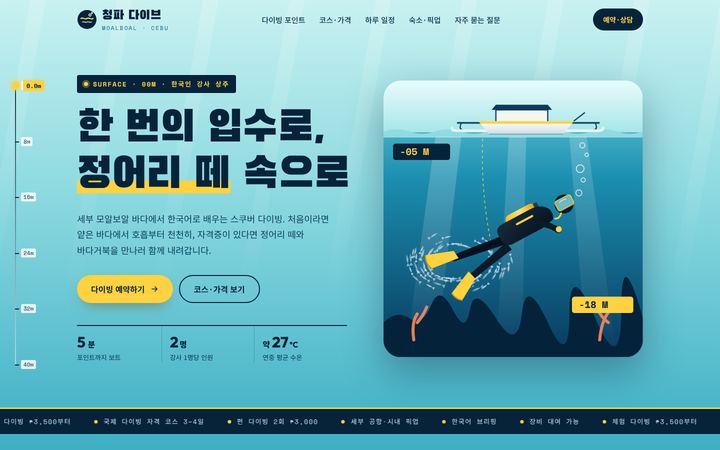 청파 다이브
MOALBOAL · CEBU
다이빙 포인트
코스·가격
하루 일정
숙소·픽업
자주 묻는 질문
예약·상담
0.0m
8m
16m
24m
32m
40m
SURFACE · 00M · 한국인 강사 상주
한 번의 입수로,
정어리 떼 속으로
세부 모알보알 바다에서 한국어로 배우는 스쿠버 다이빙. 처음이라면
얕은 바다에서 호흡부터 천천히, 자격증이 있다면 정어리 떼와
바다거북을 만나러 함께 내려갑니다.
다이빙 예약하기 →
코스·가격 보기
5 분
포인트까지 보트
2 명
강사 1명당 인원
약 27 °C
연중 평균 수온
-05 M
-18 M
다이빙 ₱3,500부터
국제 다이빙 자격 코스 3–4일
펀 다이빙 2회 ₱3,000
세부 공항·시내 픽업
한국어 브리핑
장비 대여 가능
체험 다이빙 ₱3,500부터